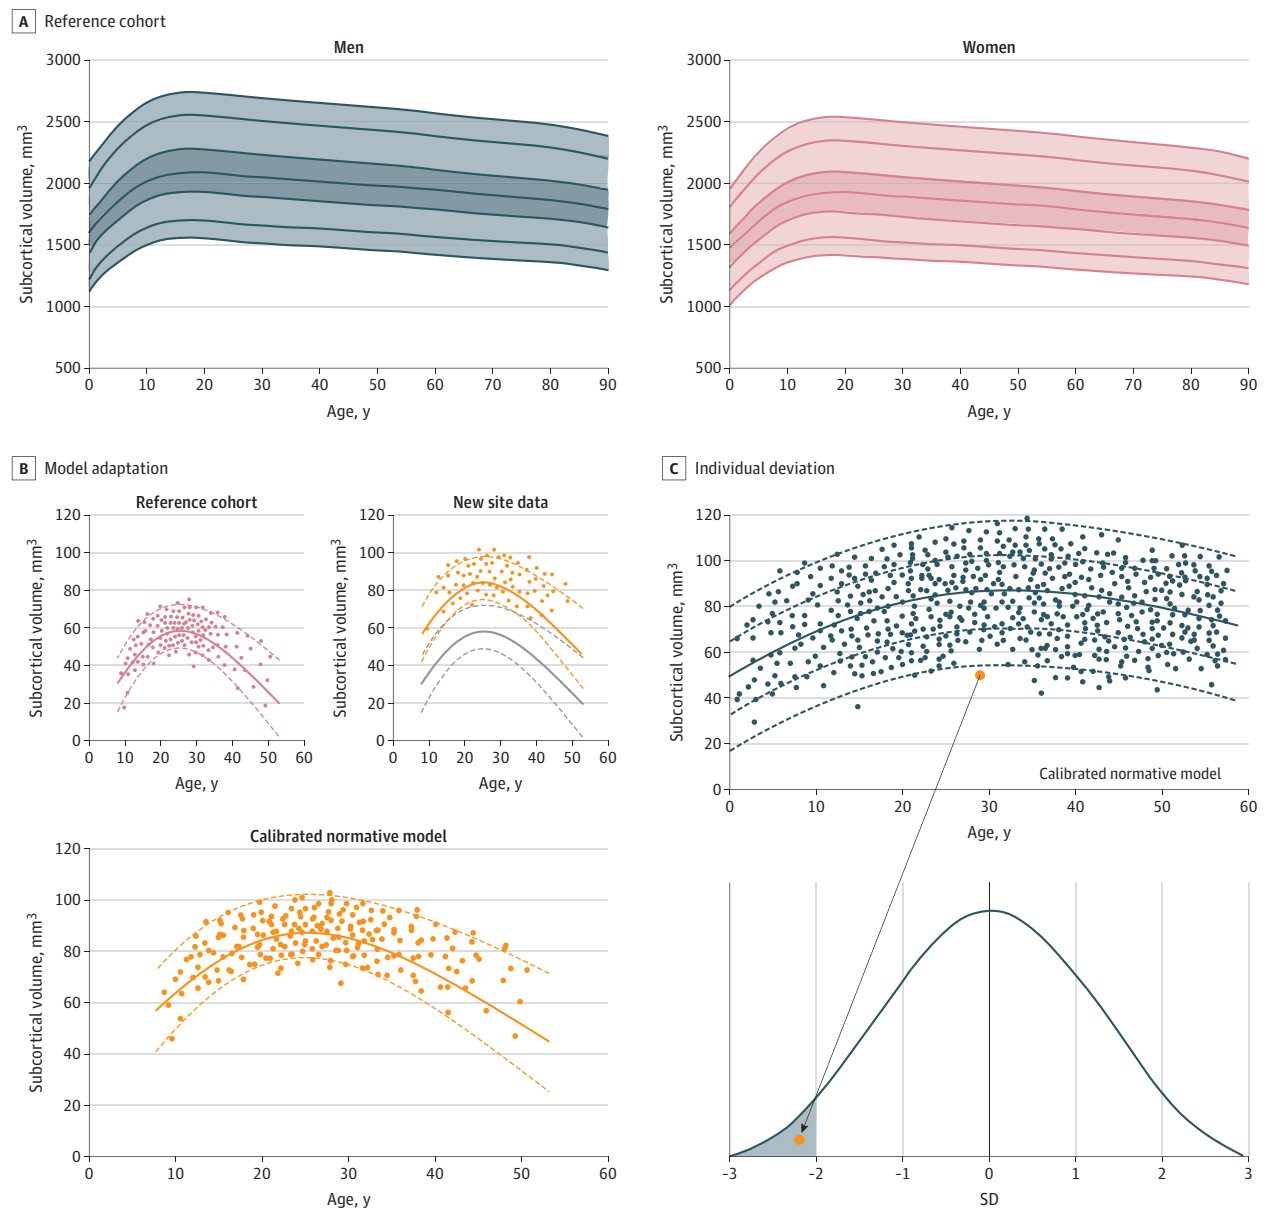 A Reference cohort
Men
3000
2500
2000
1500
1000
500
Subcortical volume, mm3
0 10 20 30 40 50 60 70 80 90
Age, y
Women
3000
2500
2000
1500
1000
500
Subcortical volume, mm3
0 10 20 30 40 50 60 70 80 90
Age, y
B Model adaptation
Reference cohort
120
100
80
60
40
20
0
Subcortical volume, mm3
0 10 20 30 40 50 60
Age, y
New site data
120
100
80
60
40
20
0
Subcortical volume, mm3
0 10 20 30 40 50 60
Age, y
Calibrated normative model
120
100
80
60
40
20
0
Subcortical volume, mm3
0 10 20 30 40 50 60
Age, y
C Individual deviation
120
100
80
60
40
20
0
Subcortical volume, mm3
Calibrated normative model
0 10 20 30 40 50 60
Age, y
-3 -2 -1 0 1 2 3
SD